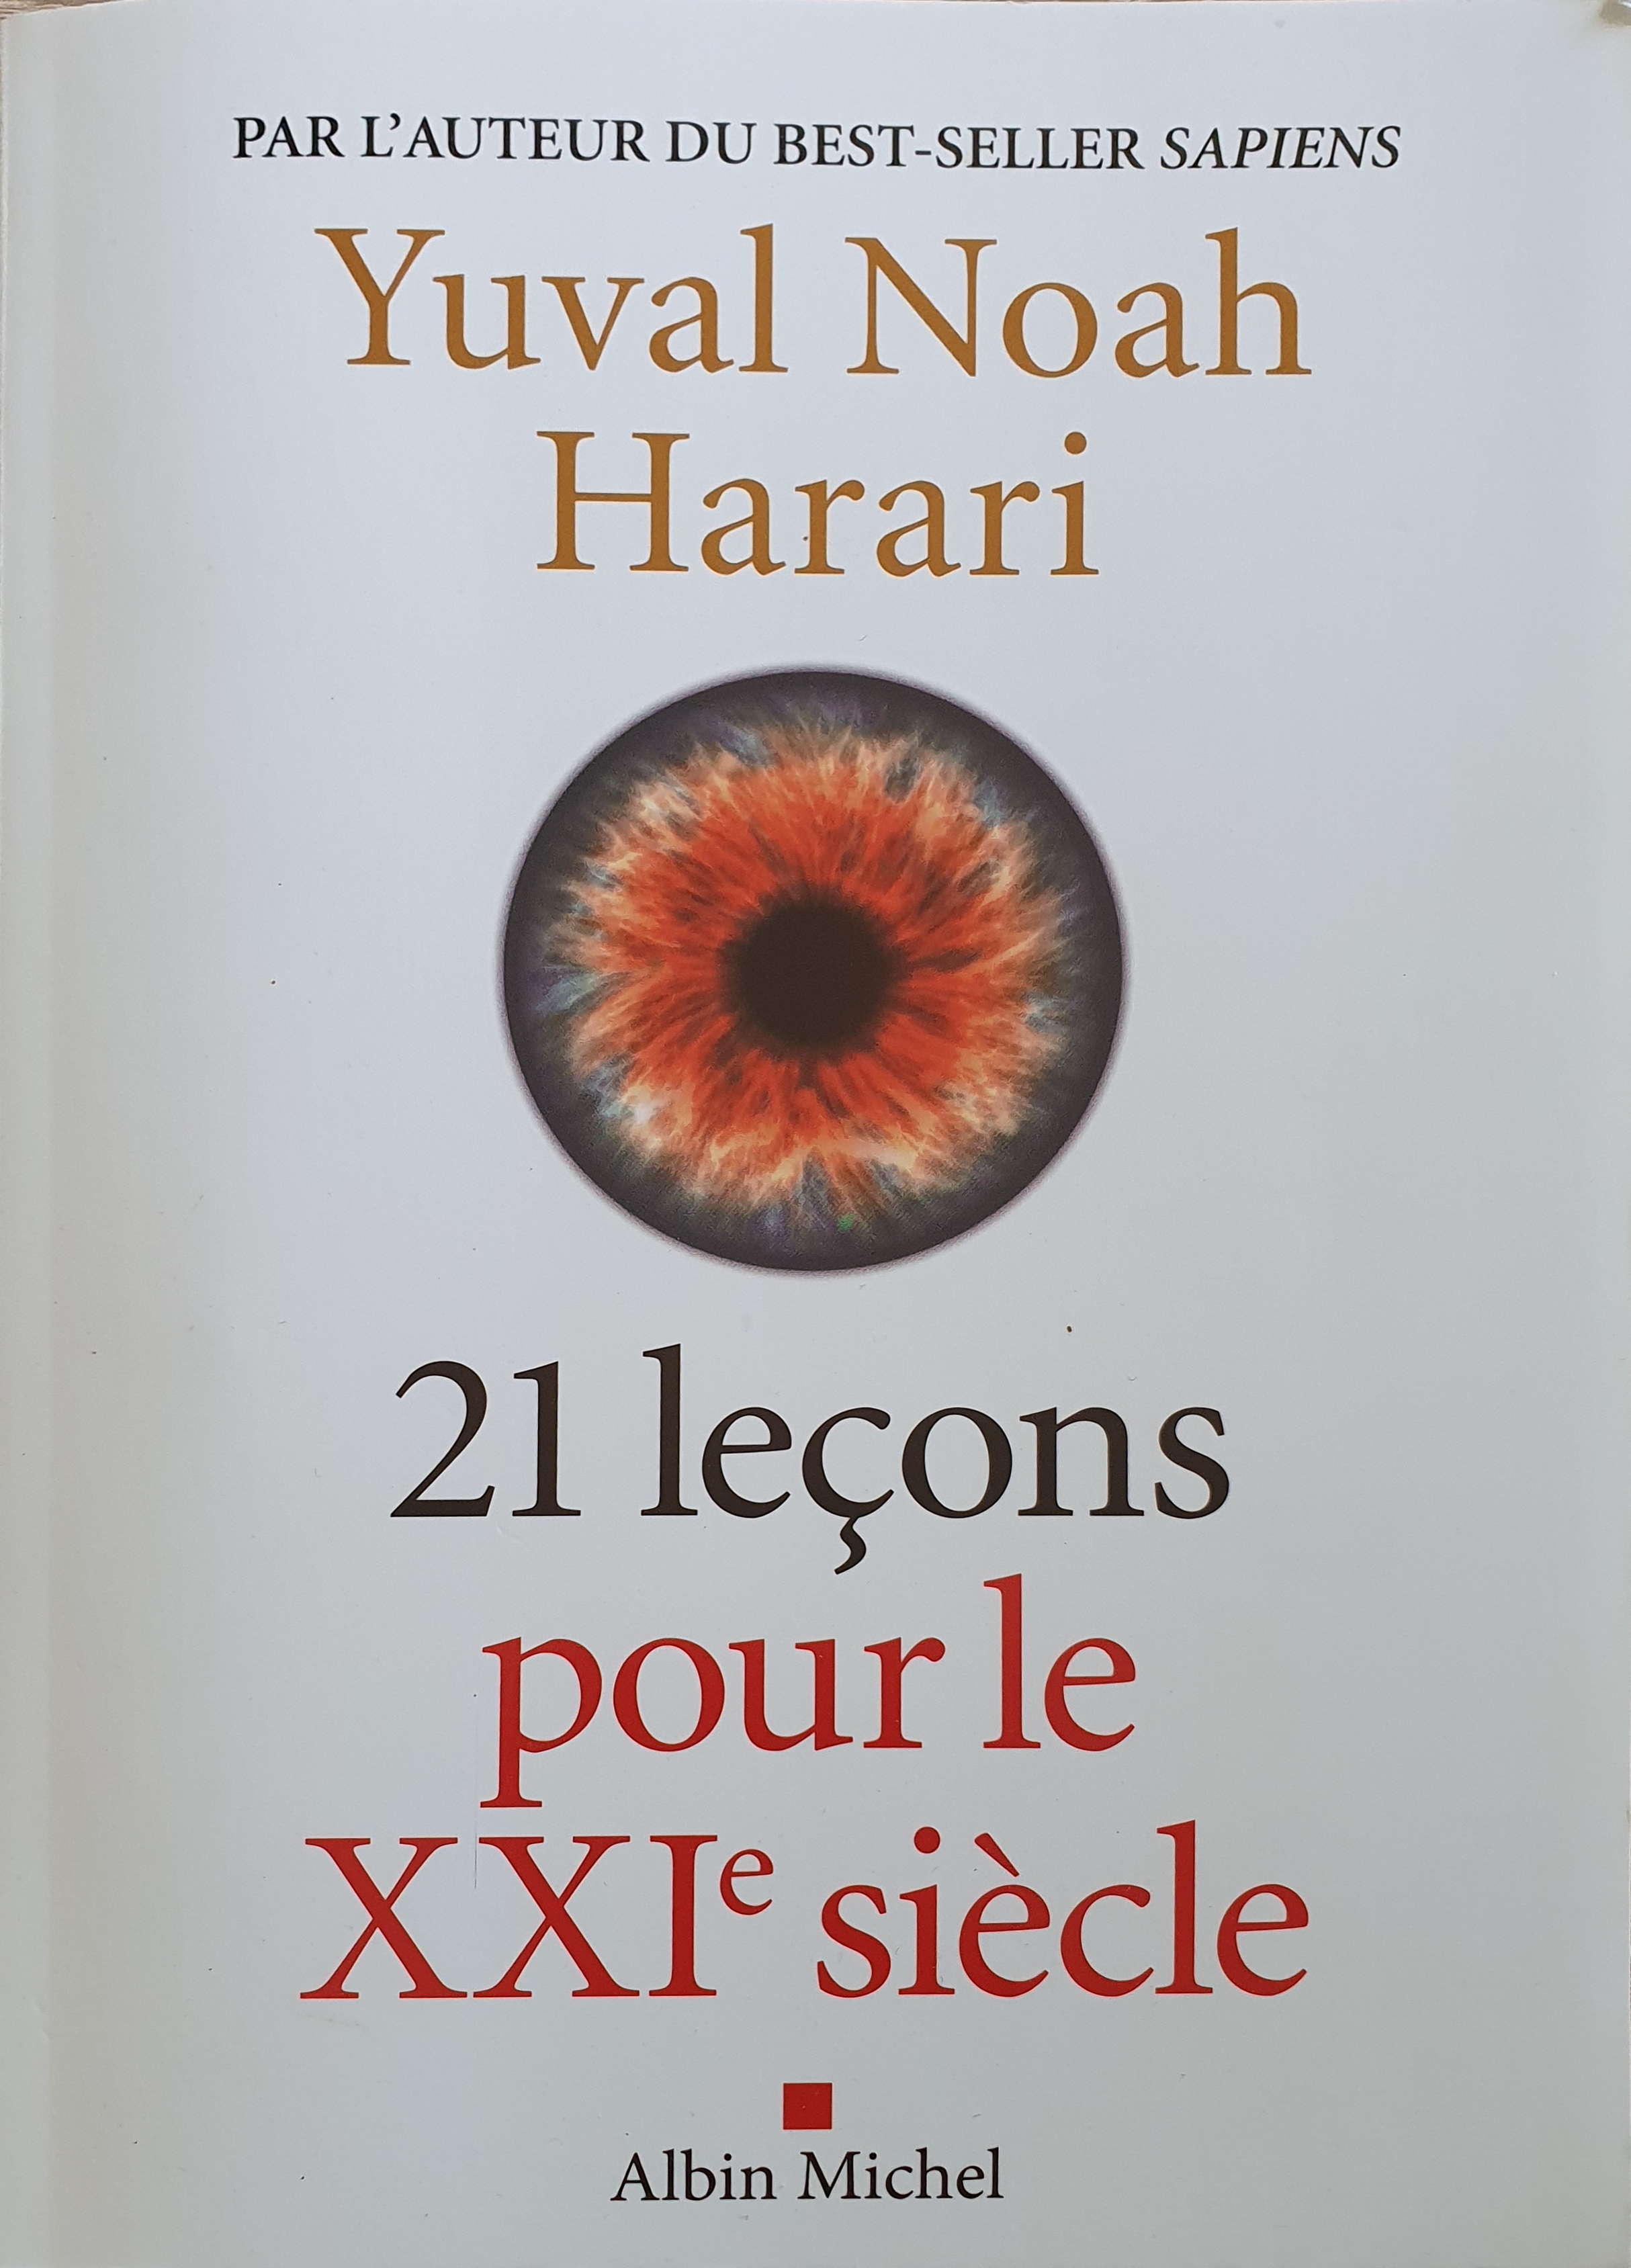 PAR L’AUTEUR DU BEST-SELLER SAPIENS
Yuval Noah
Harari
21 leçons
pour le
XXIe siècle
Albin Michel